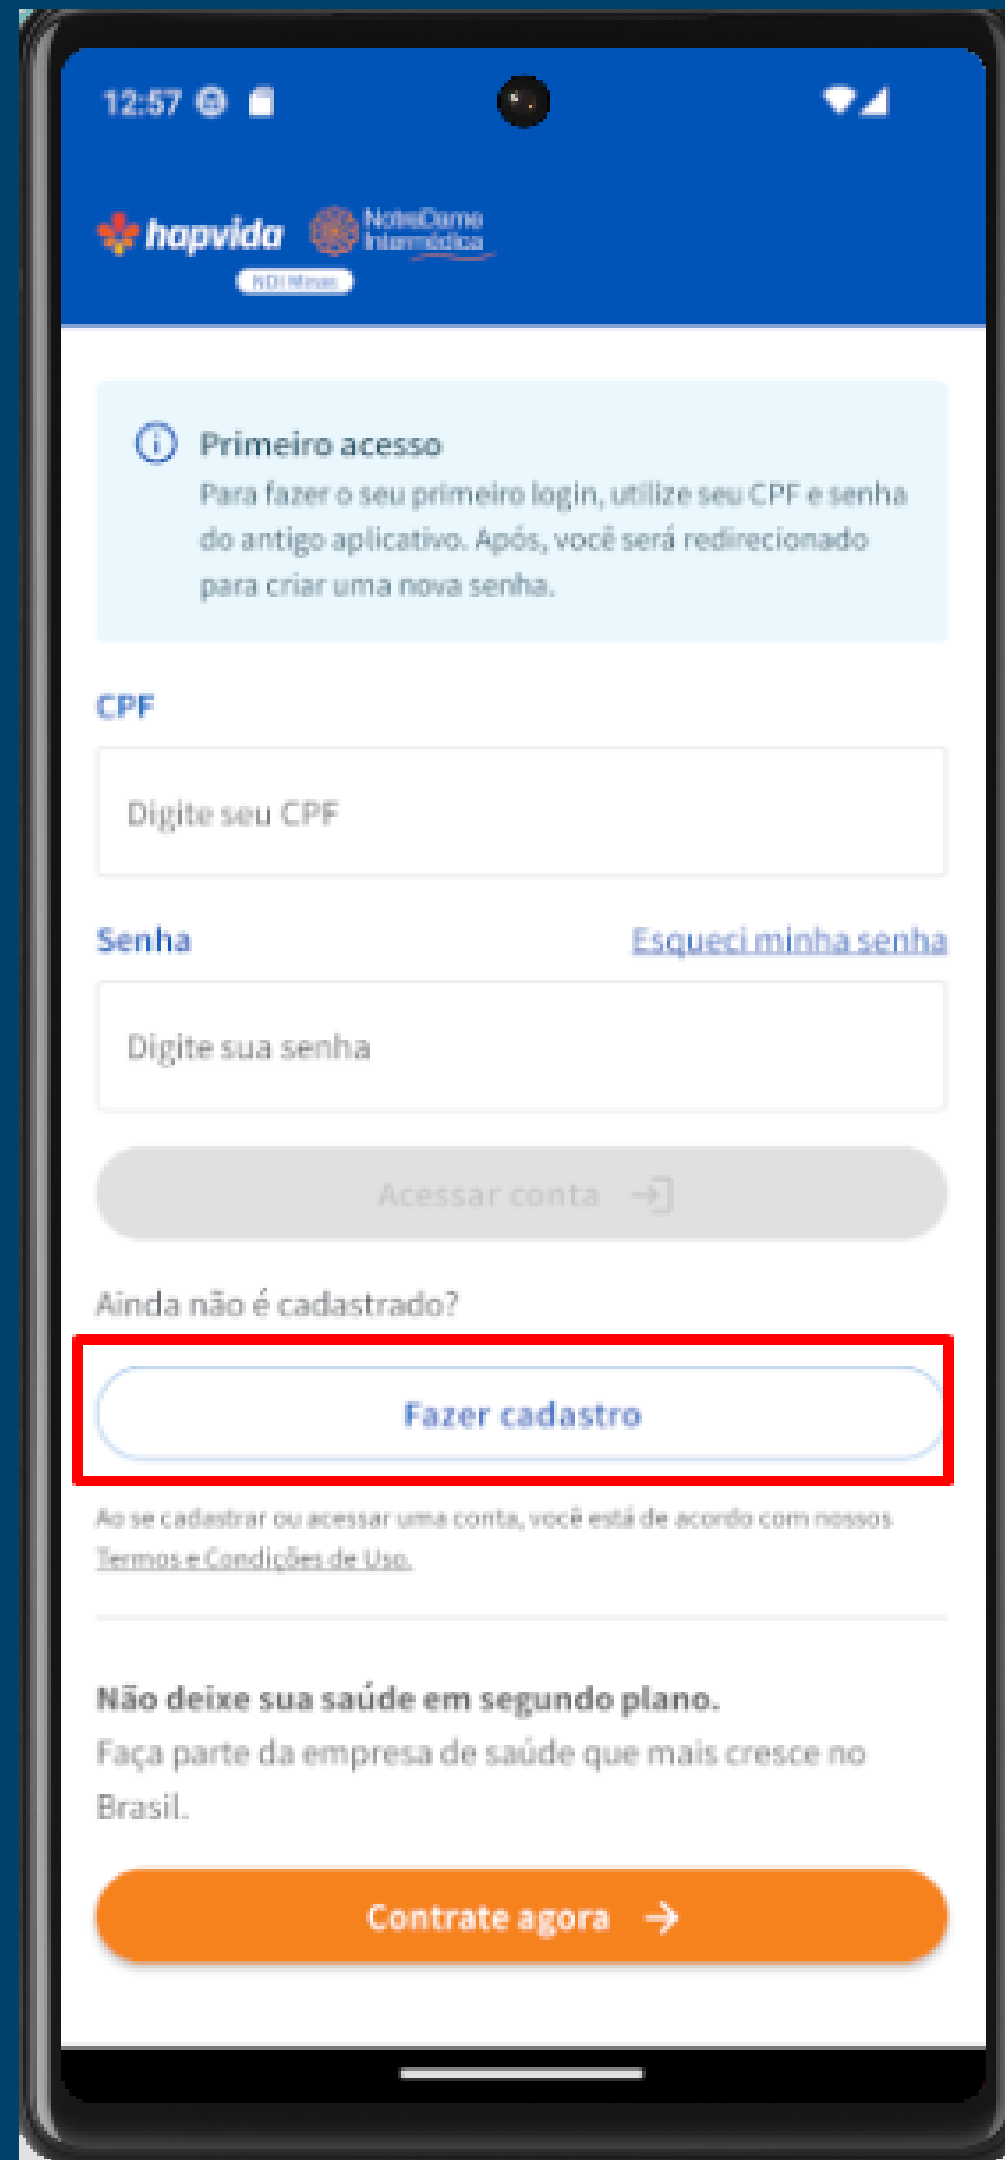 12:57
hapvida NotreDame
Intermédica
NDI Minas
Primeiro acesso
Para fazer o seu primeiro login, utilize seu CPF e senha
do antigo aplicativo. Após, você será redirecionado
para criar uma nova senha.
CPF
Digite seu CPF
Senha Esqueci minha senha
Digite sua senha
Acessar conta
Ainda não é cadastrado?
Fazer cadastro
Ao se cadastrar ou acessar uma conta, você está de acordo com nossos
Termos e Condições de Uso.
Não deixe sua saúde em segundo plano.
Faça parte da empresa de saúde que mais cresce no
Brasil.
Contrate agora